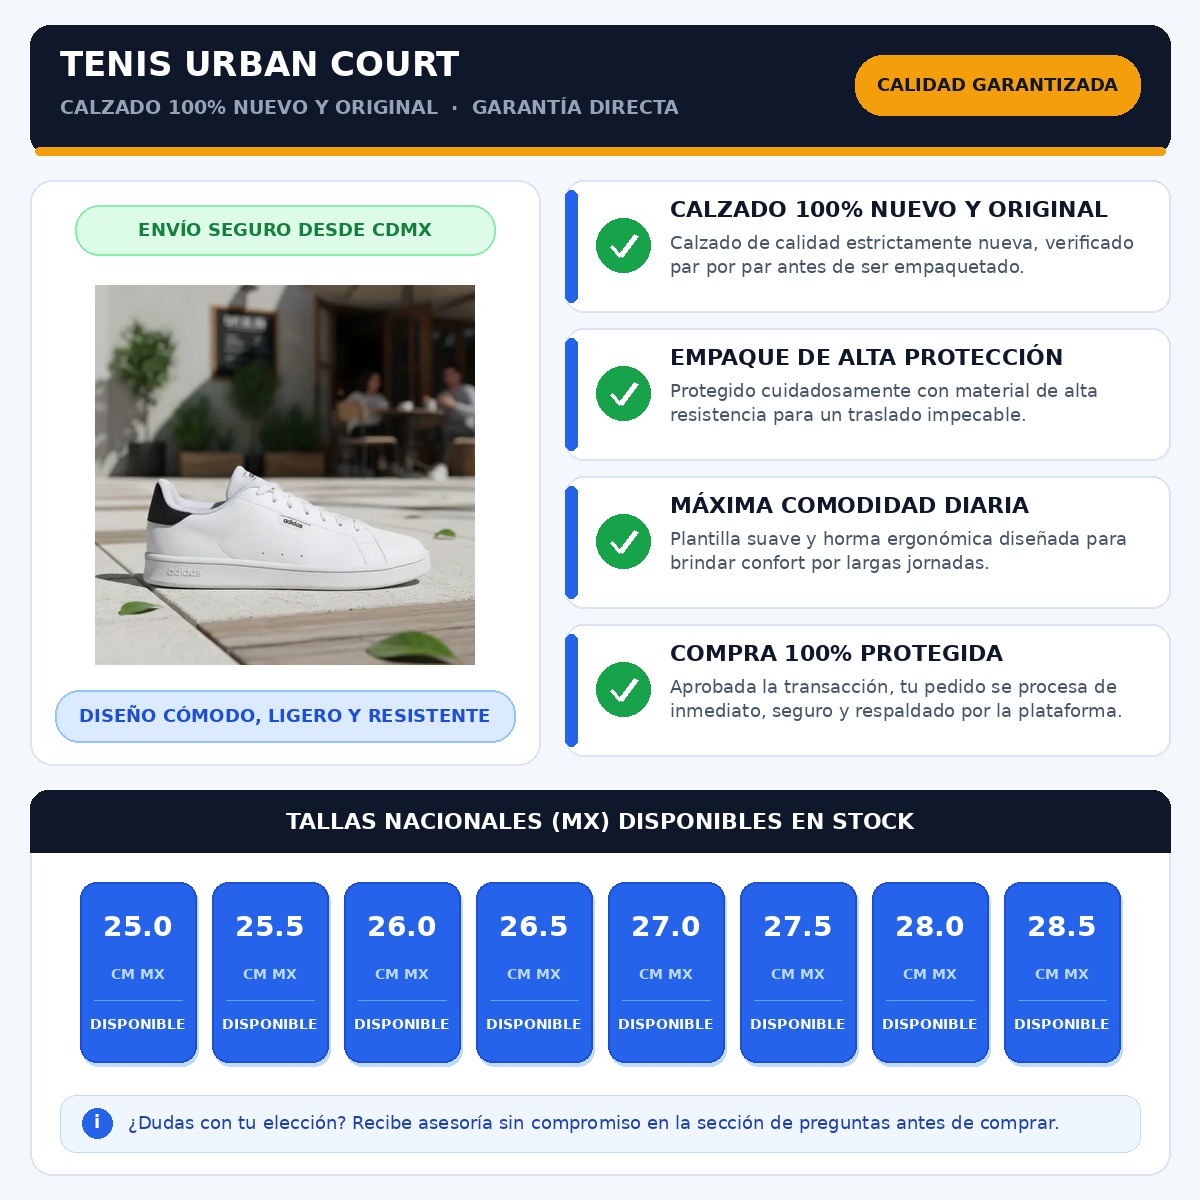 TENIS URBAN COURT
CALZADO 100% NUEVO Y ORIGINAL · GARANTÍA DIRECTA
CALIDAD GARANTIZADA
ENVÍO SEGURO DESDE CDMX
adidas
adidas
DISEÑO CÓMODO, LIGERO Y RESISTENTE
CALZADO 100% NUEVO Y ORIGINAL
Calzado de calidad estrictamente nueva, verificado
par por par antes de ser empaquetado.
EMPAQUE DE ALTA PROTECCIÓN
Protegido cuidadosamente con material de alta
resistencia para un traslado impecable.
MÁXIMA COMODIDAD DIARIA
Plantilla suave y horma ergonómica diseñada para
brindar confort por largas jornadas.
COMPRA 100% PROTEGIDA
Aprobada la transacción, tu pedido se procesa de
inmediato, seguro y respaldado por la plataforma.
TALLAS NACIONALES (MX) DISPONIBLES EN STOCK
25.0 25.5 26.0 26.5 27.0 27.5 28.0 28.5
CM MX CM MX CM MX CM MX CM MX CM MX CM MX CM MX
DISPONIBLE DISPONIBLE DISPONIBLE DISPONIBLE DISPONIBLE DISPONIBLE DISPONIBLE DISPONIBLE
i ¿Dudas con tu elección? Recibe asesoría sin compromiso en la sección de preguntas antes de comprar.